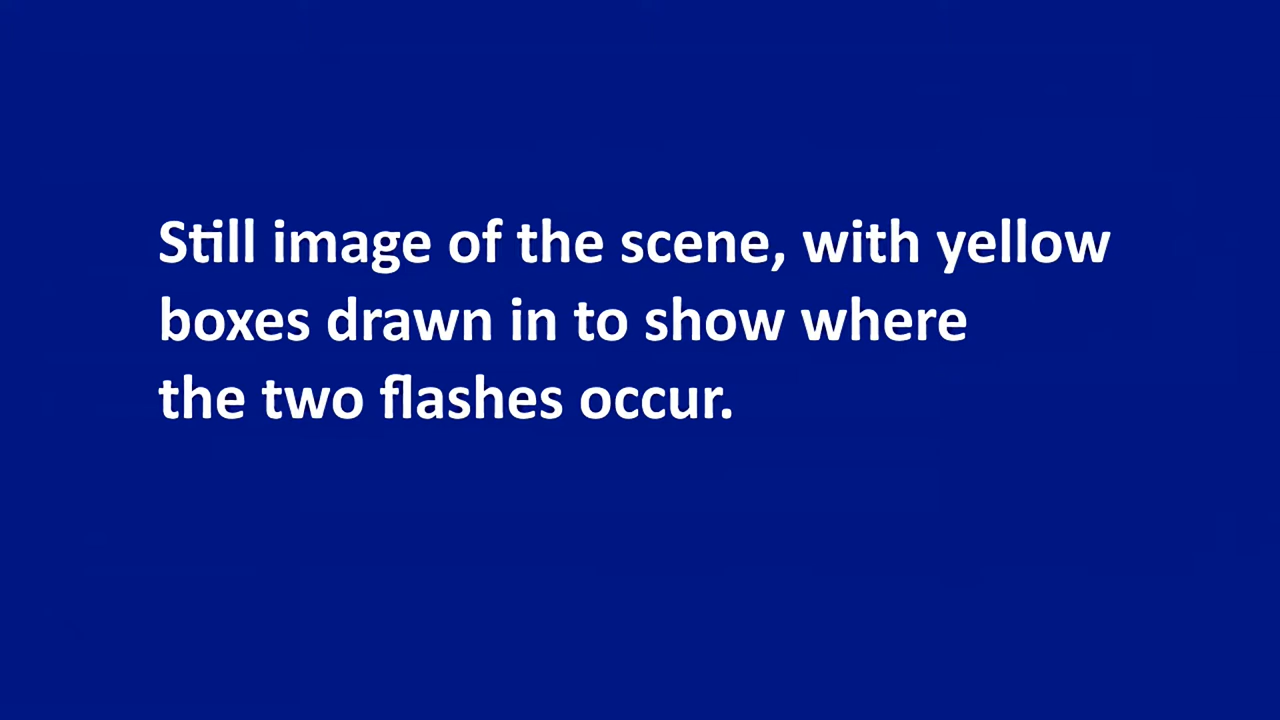 Still image of the scene, with yellow
boxes drawn in to show where
the two flashes occur.